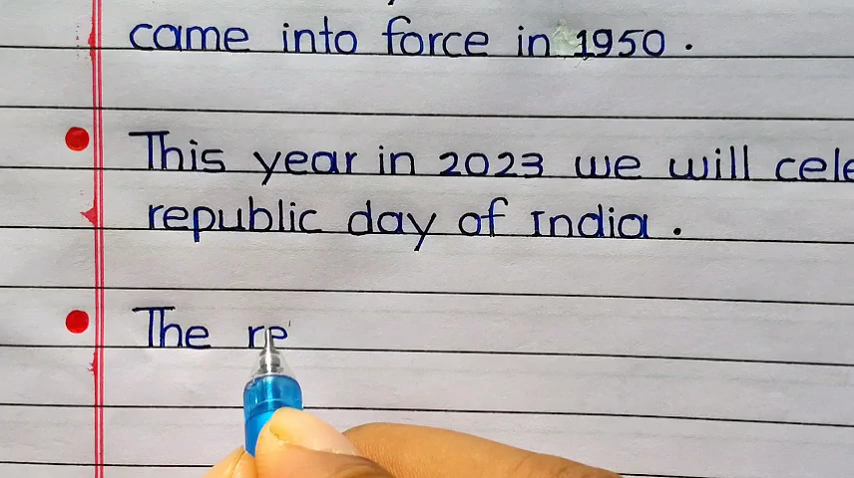 came into force in 1950 .
This year in 2023 we will cele
republic day of India .
The re